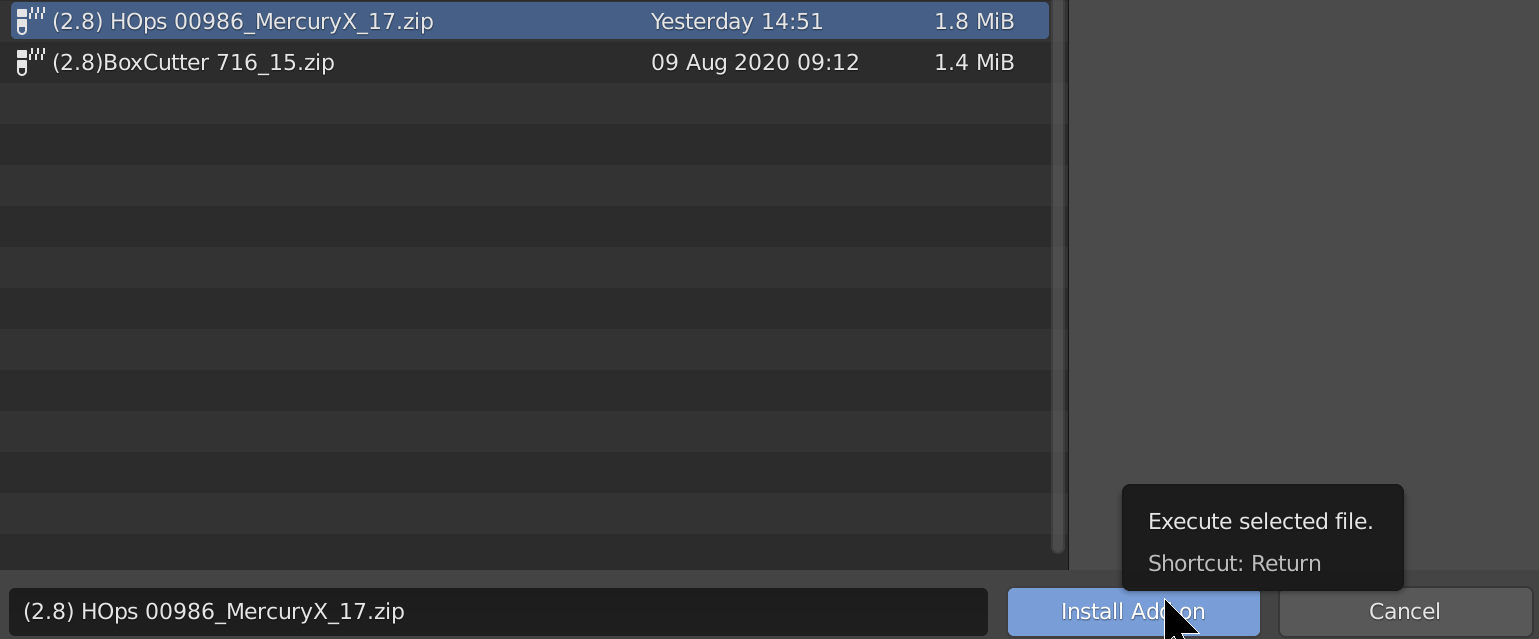 (2.8) HOps 00986_MercuryX_17.zip Yesterday 14:51 1.8 MiB
(2.8)BoxCutter 716_15.zip 09 Aug 2020 09:12 1.4 MiB
Execute selected file.
Shortcut: Return
(2.8) HOps 00986_MercuryX_17.zip Install Add-on Cancel